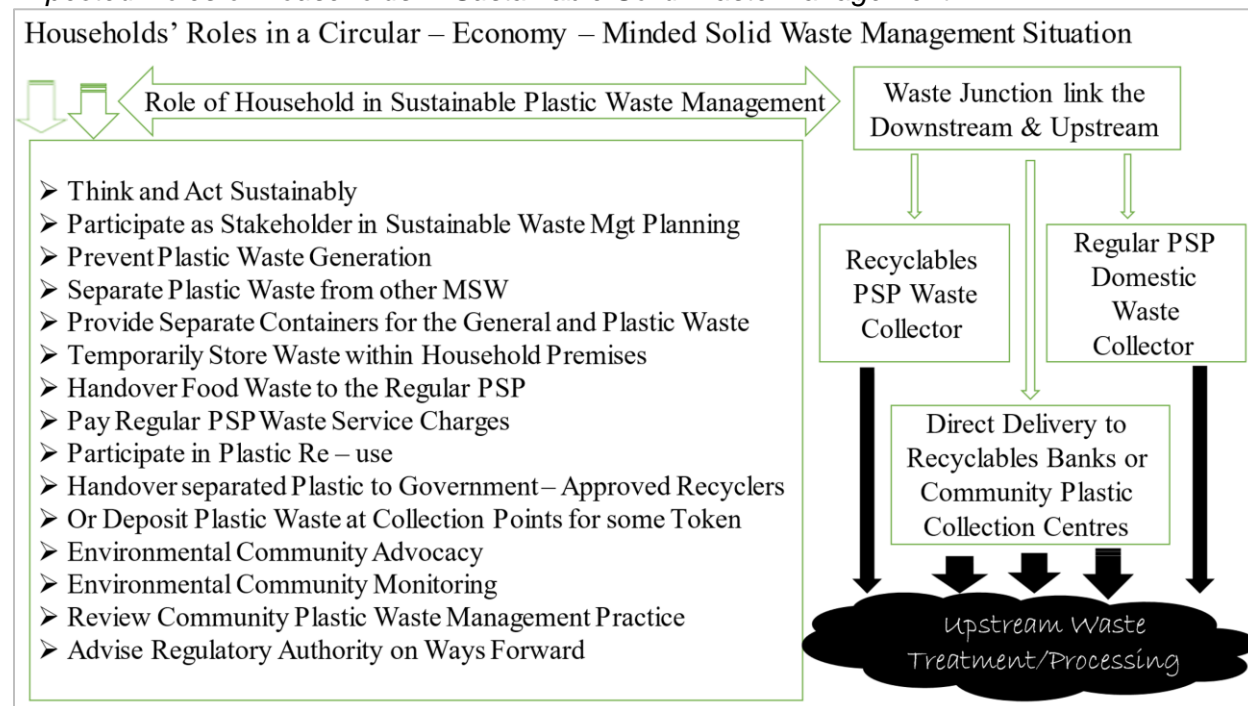 Households' Roles in a Circular – Economy – Minded Solid Waste Management Situation
Role of Household in Sustainable Plastic Waste Management
➢ Think and Act Sustainably
➢ Participate as Stakeholder in Sustainable Waste Mgt Planning
➢ Prevent Plastic Waste Generation
➢ Separate Plastic Waste from other MSW
➢ Provide Separate Containers for the General and Plastic Waste
➢ Temporarily Store Waste within Household Premises
➢ Handover Food Waste to the Regular PSP
➢ Pay Regular PSP Waste Service Charges
➢ Participate in Plastic Re – use
➢ Handover separated Plastic to Government – Approved Recyclers
➢ Or Deposit Plastic Waste at Collection Points for some Token
➢ Environmental Community Advocacy
➢ Environmental Community Monitoring
➢ Review Community Plastic Waste Management Practice
➢ Advise Regulatory Authority on Ways Forward
Waste Junction link the
Downstream & Upstream
Recyclables
PSP Waste
Collector
Regular PSP
Domestic
Waste
Collector
Direct Delivery to
Recyclables Banks or
Community Plastic
Collection Centres
Upstream Waste
Treatment/Processing